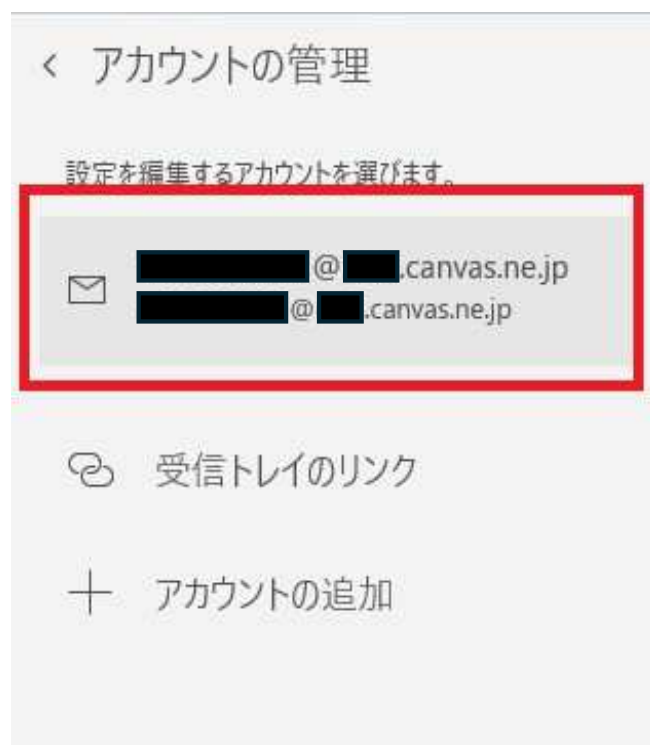 アカウントの管理
設定を編集するアカウントを選びます。
@ .canvas.ne.jp
@ .canvas.ne.jp
受信トレイのリンク
アカウントの追加